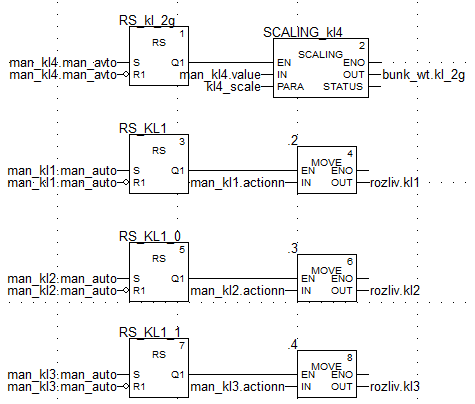 RS_kl_2g
1
RS
man_kl4.man_avto S Q1
man_kl4.man_avto R1
SCALING_kl4
2
SCALING
EN ENO
man_kl4.value IN OUT bunk_wt.kl_2g
kl4_scale PARA STATUS
RS_KL1
3
RS
man_kl1.man_auto S Q1
man_kl1.man_auto R1
.2
4
MOVE
EN ENO
man_kl1.actionn IN OUT rozliv.kl1
RS_KL1_0
5
RS
man_kl2.man_auto S Q1
man_kl2.man_auto R1
.3
6
MOVE
EN ENO
man_kl2.actionn IN OUT rozliv.kl2
RS_KL1_1
7
RS
man_kl3.man_auto S Q1
man_kl3.man_auto R1
.4
8
MOVE
EN ENO
man_kl3.actionn IN OUT rozliv.kl3